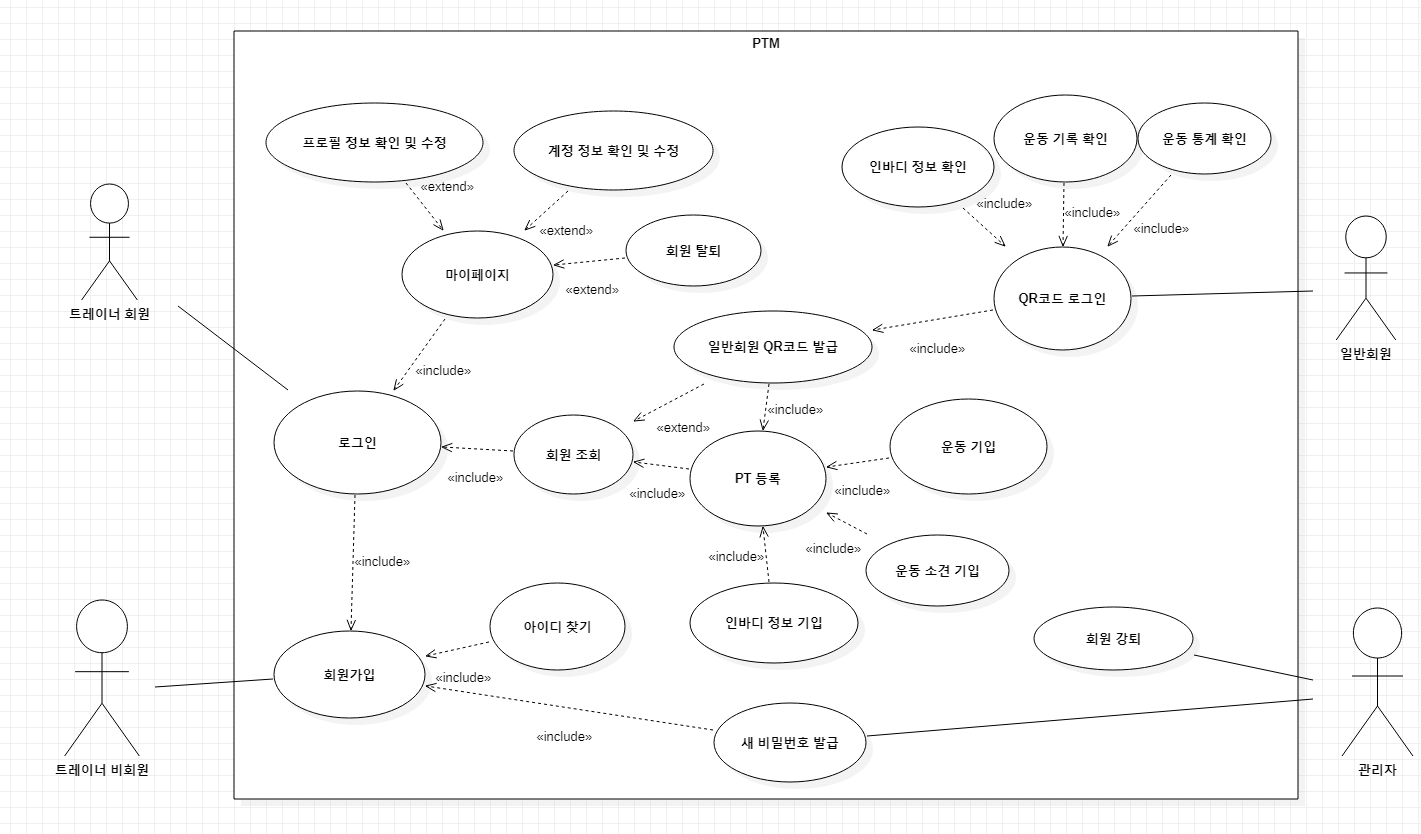 PTM
프로필 정보 확인 및 수정
계정 정보 확인 및 수정
인바디 정보 확인
운동 기록 확인
운동 통계 확인
«extend»
«include»
«include»
«include»
«extend»
회원 탈퇴
마이페이지
«extend»
QR코드 로그인
트레이너 회원
일반회원
일반회원 QR코드 발급
«include»
«include»
«include»
«extend»
로그인
회원 조회
운동 기입
«include»
PT 등록
«include»
«include»
«include»
«include»
«include»
운동 소견 기입
아이디 찾기
인바디 정보 기입
회원 강퇴
회원가입
«include»
«include»
새 비밀번호 발급
트레이너 비회원
관리자